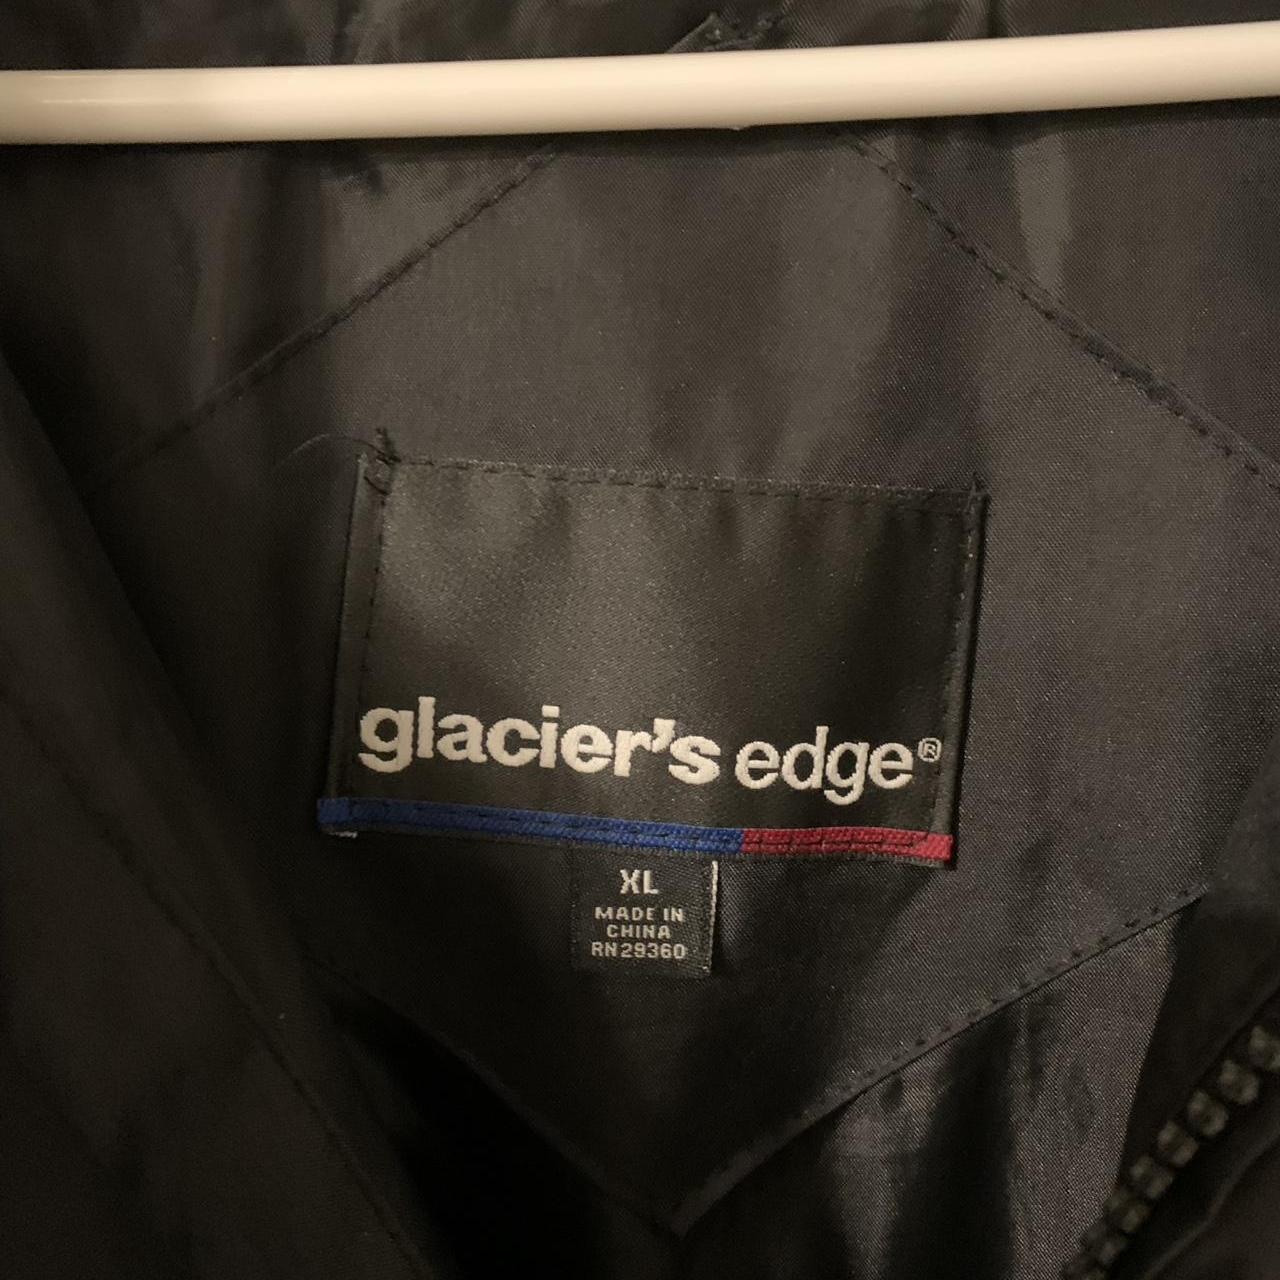 glacier's edge®
XL
MADE IN
CHINA
RN29360